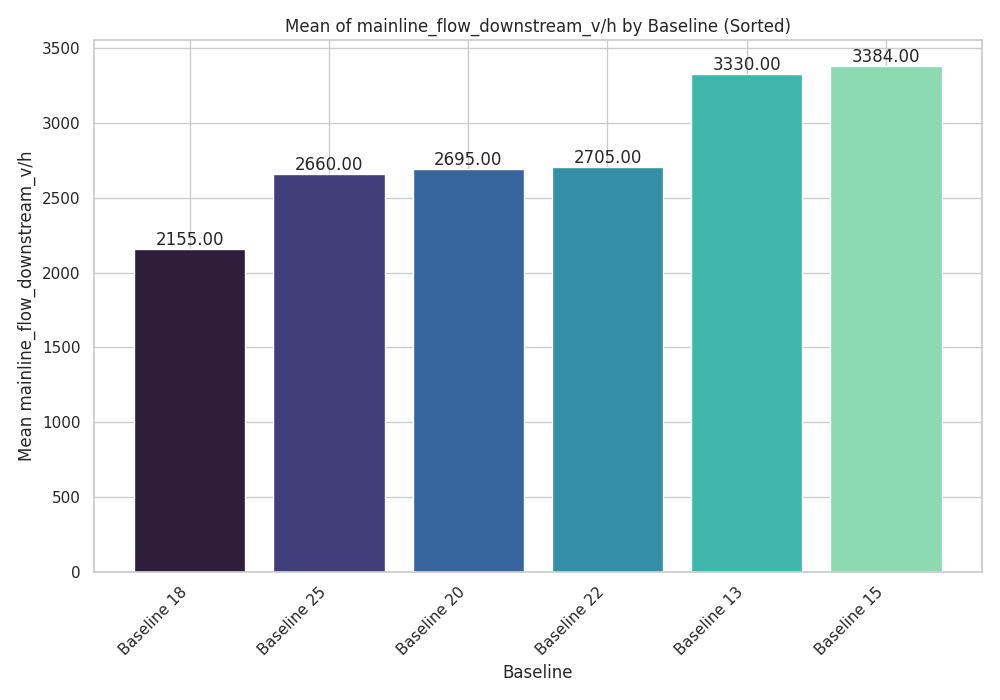 Mean of mainline_flow_downstream_v/h by Baseline (Sorted)
Mean mainline_flow_downstream_v/h
3500
3000
2500
2000
1500
1000
500
0
2155.00
2660.00
2695.00
2705.00
3330.00
3384.00
Baseline 18
Baseline 25
Baseline 20
Baseline 22
Baseline 13
Baseline 15
Baseline